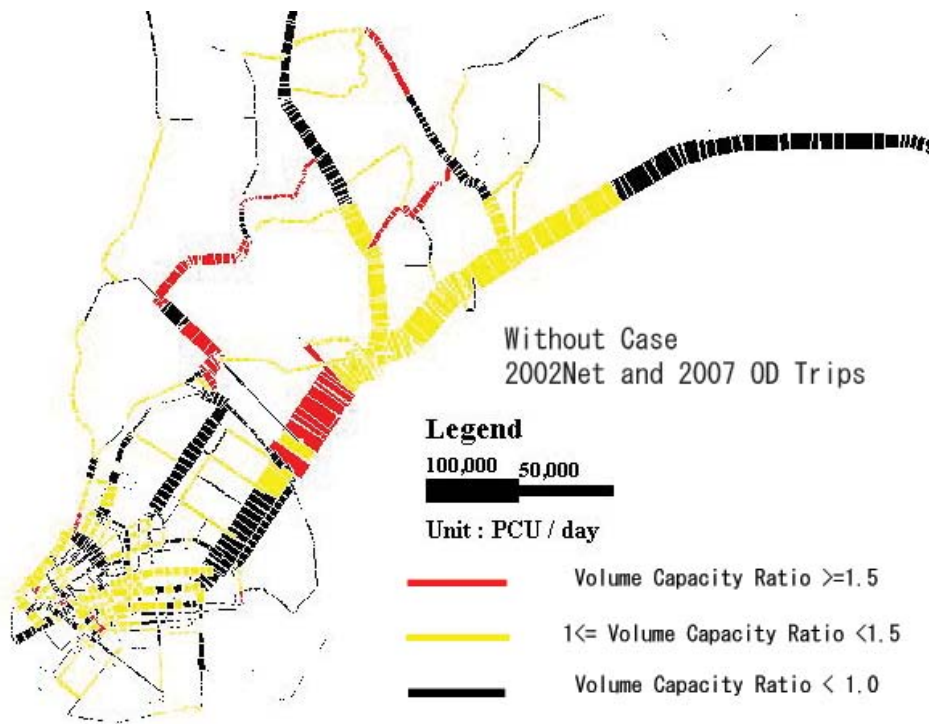 Without Case
2002Net and 2007 OD Trips
Legend
100,000 50,000
Unit : PCU / day
Volume Capacity Ratio >=1.5
1<= Volume Capacity Ratio <1.5
Volume Capacity Ratio < 1.0